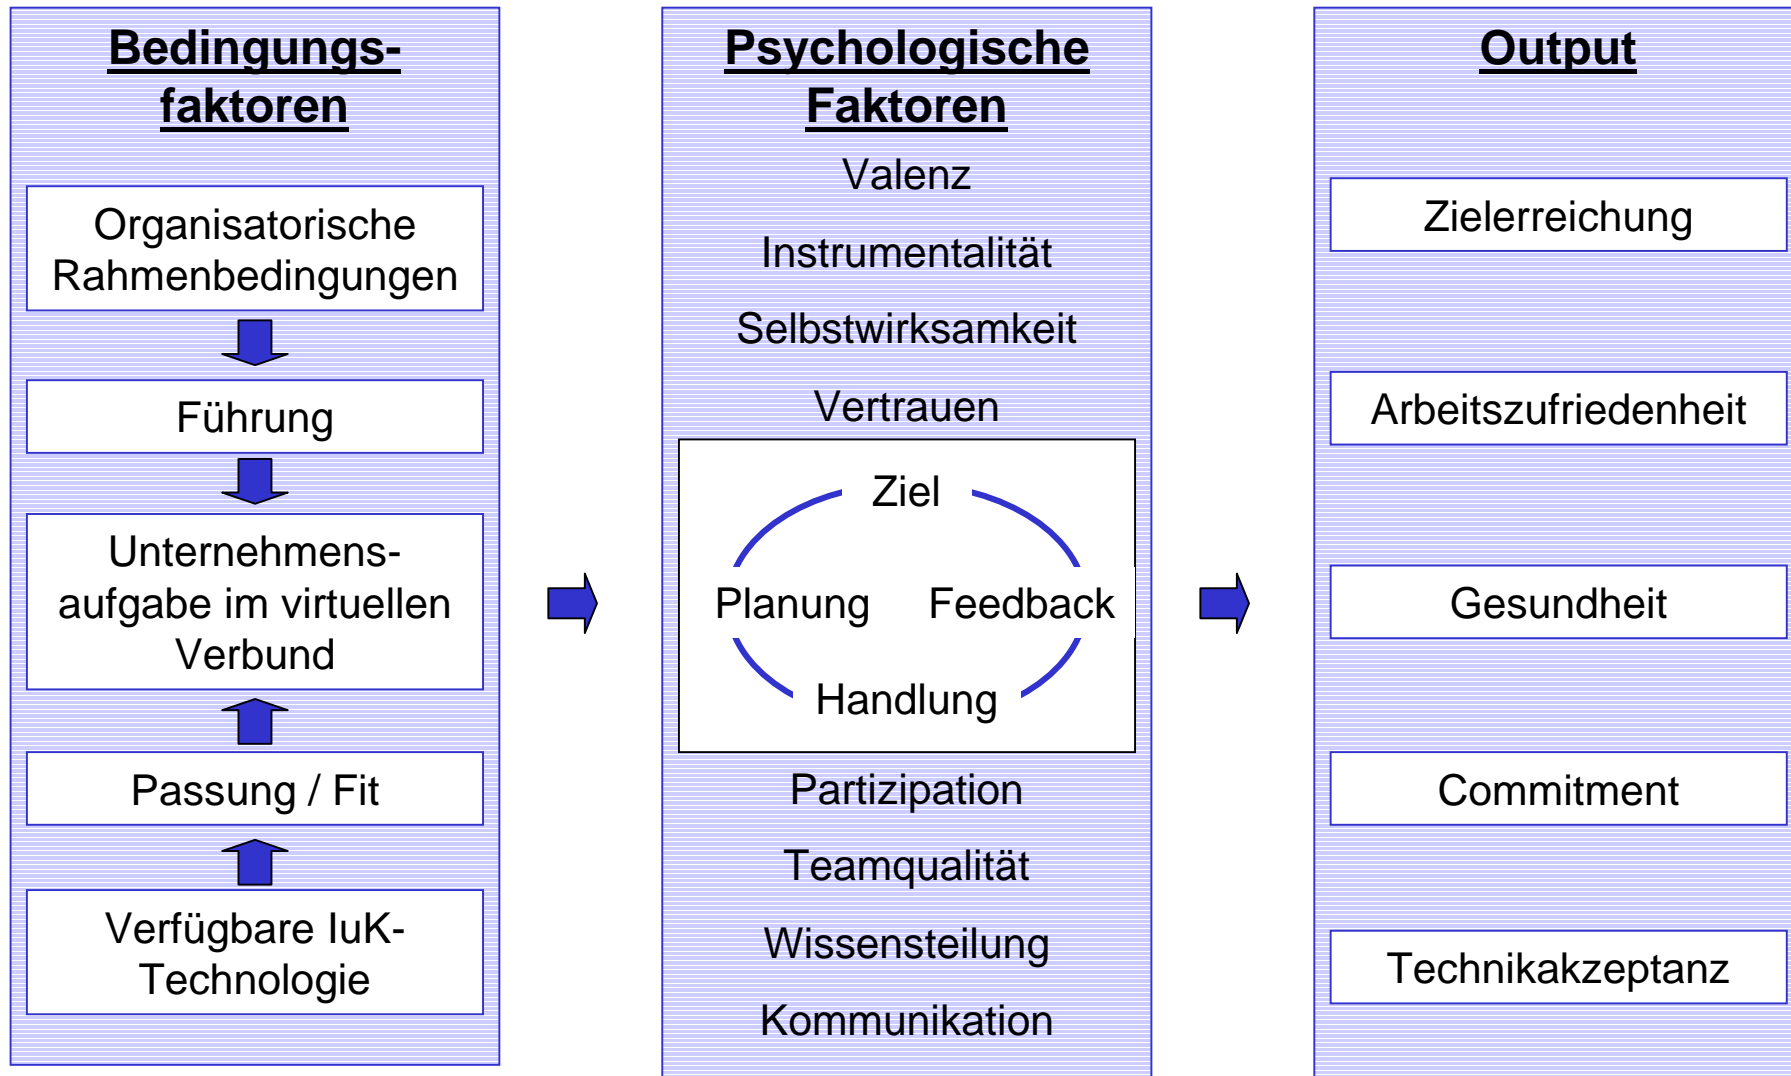 Bedingungs-
faktoren
Organisatorische
Rahmenbedingungen
Führung
Unternehmens-
aufgabe im virtuellen
Verbund
Passung / Fit
Verfügbare IuK-
Technologie
Psychologische
Faktoren
Valenz
Instrumentalität
Selbstwirksamkeit
Vertrauen
Ziel
Planung Feedback
Handlung
Partizipation
Teamqualität
Wissensteilung
Kommunikation
Output
Zielerreichung
Arbeitszufriedenheit
Gesundheit
Commitment
Technikakzeptanz